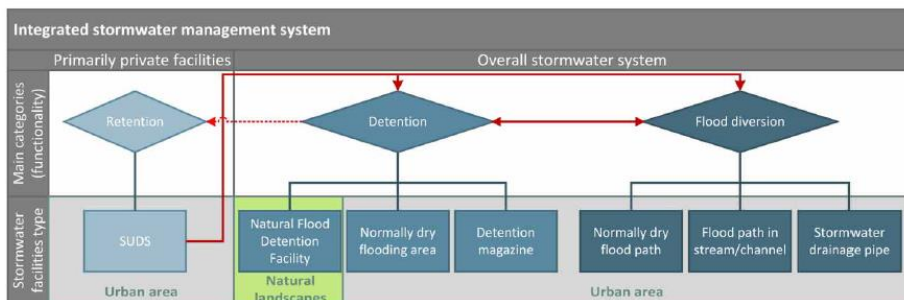 Integrated stormwater management system
Primarily private facilities
Overall stormwater system
Main categories
(functionality)
Retention
Detention
Flood diversion
Stormwater
facilities type
SUDS
Natural Flood
Detention
Facility
Normally dry
flooding area
Detention
magazine
Normally dry
flood path
Flood path in
stream/channel
Stormwater
drainage pipe
Urban area
Natural
landscapes
Urban area